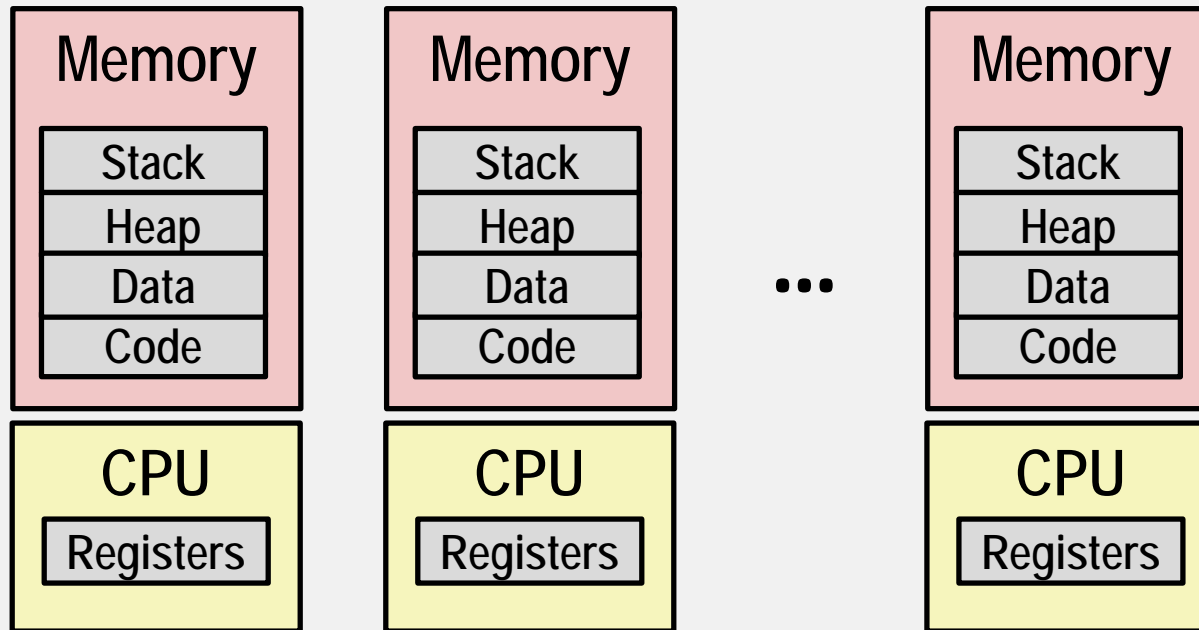 Memory
Stack
Heap
Data
Code
CPU
Registers
Memory
Stack
Heap
Data
Code
CPU
Registers
...
Memory
Stack
Heap
Data
Code
CPU
Registers